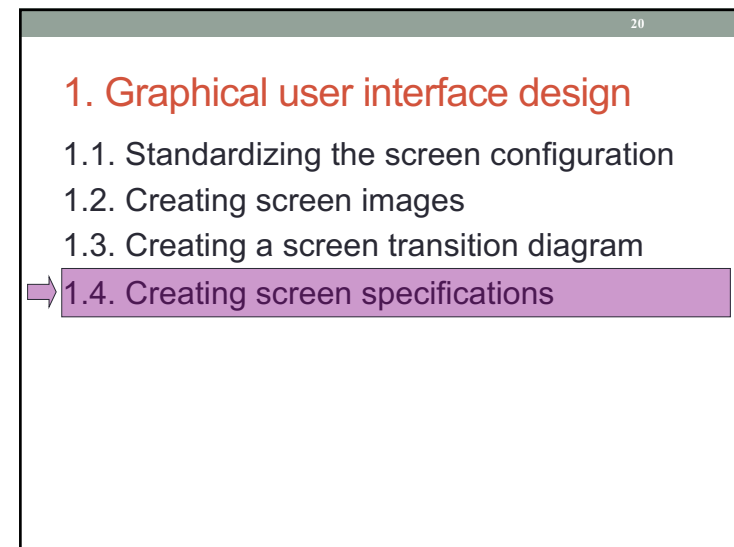 20
1. Graphical user interface design
1.1. Standardizing the screen configuration
1.2. Creating screen images
1.3. Creating a screen transition diagram
1.4. Creating screen specifications